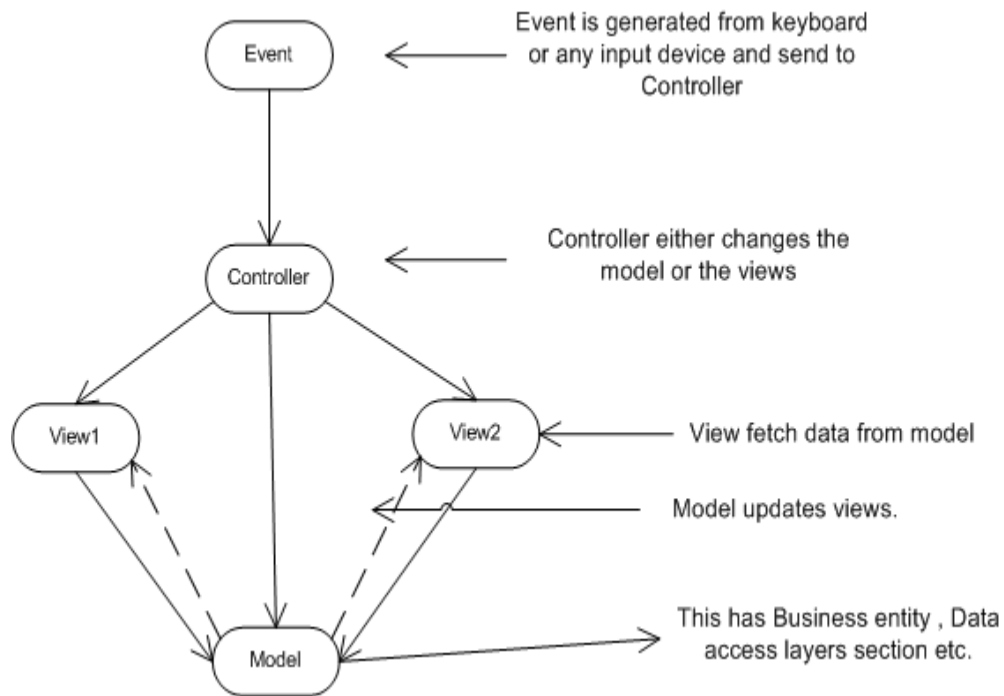 Event
Event is generated from keyboard
or any input device and send to
Controller
Controller
Controller either changes the
model or the views
View1
View2
View fetch data from model
Model updates views.
Model
This has Business entity , Data
access layers section etc.